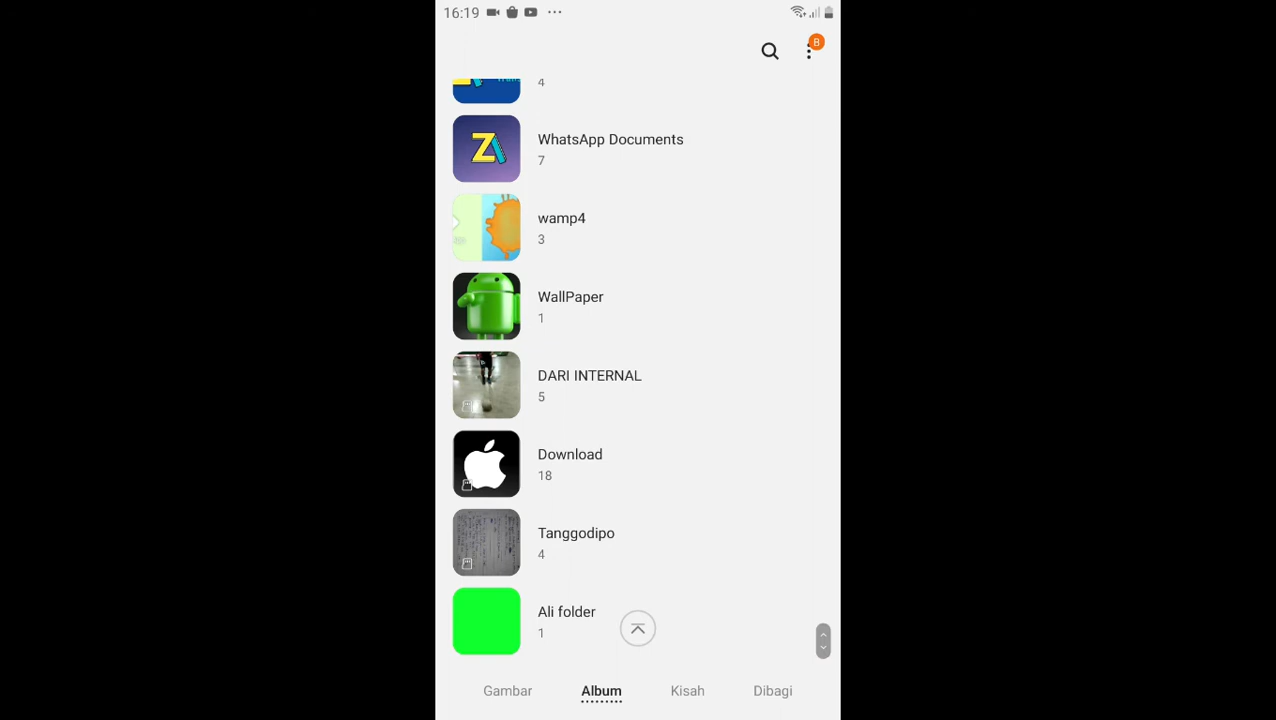 16:19
B
4
WhatsApp Documents
7
wamp4
3
WallPaper
1
DARI INTERNAL
5
Download
18
Tanggodipo
4
Ali folder
1
Gambar Album Kisah Dibagi